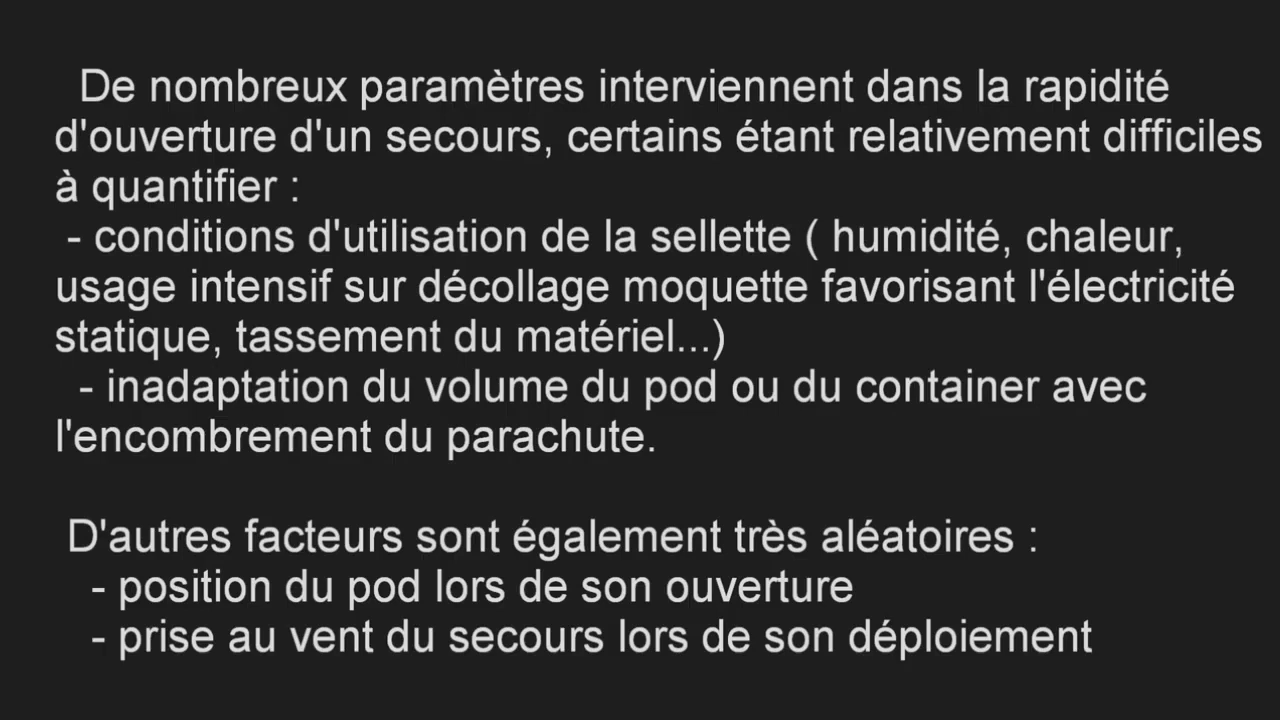 De nombreux paramètres interviennent dans la rapidité
d'ouverture d'un secours, certains étant relativement difficiles
à quantifier :
- conditions d'utilisation de la sellette ( humidité, chaleur,
usage intensif sur décollage moquette favorisant l'électricité
statique, tassement du matériel...)
- inadaptation du volume du pod ou du container avec
l'encombrement du parachute.
D'autres facteurs sont également très aléatoires :
- position du pod lors de son ouverture
- prise au vent du secours lors de son déploiement